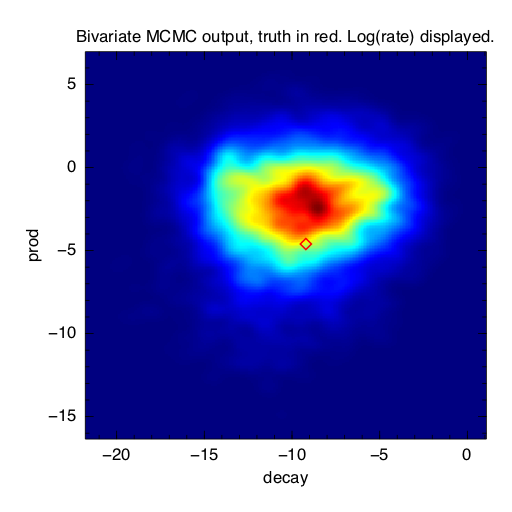 Bivariate MCMC output, truth in red. Log(rate) displayed.
5
0
−5
−10
−15
prod
−20 −15 −10 −5 0
decay